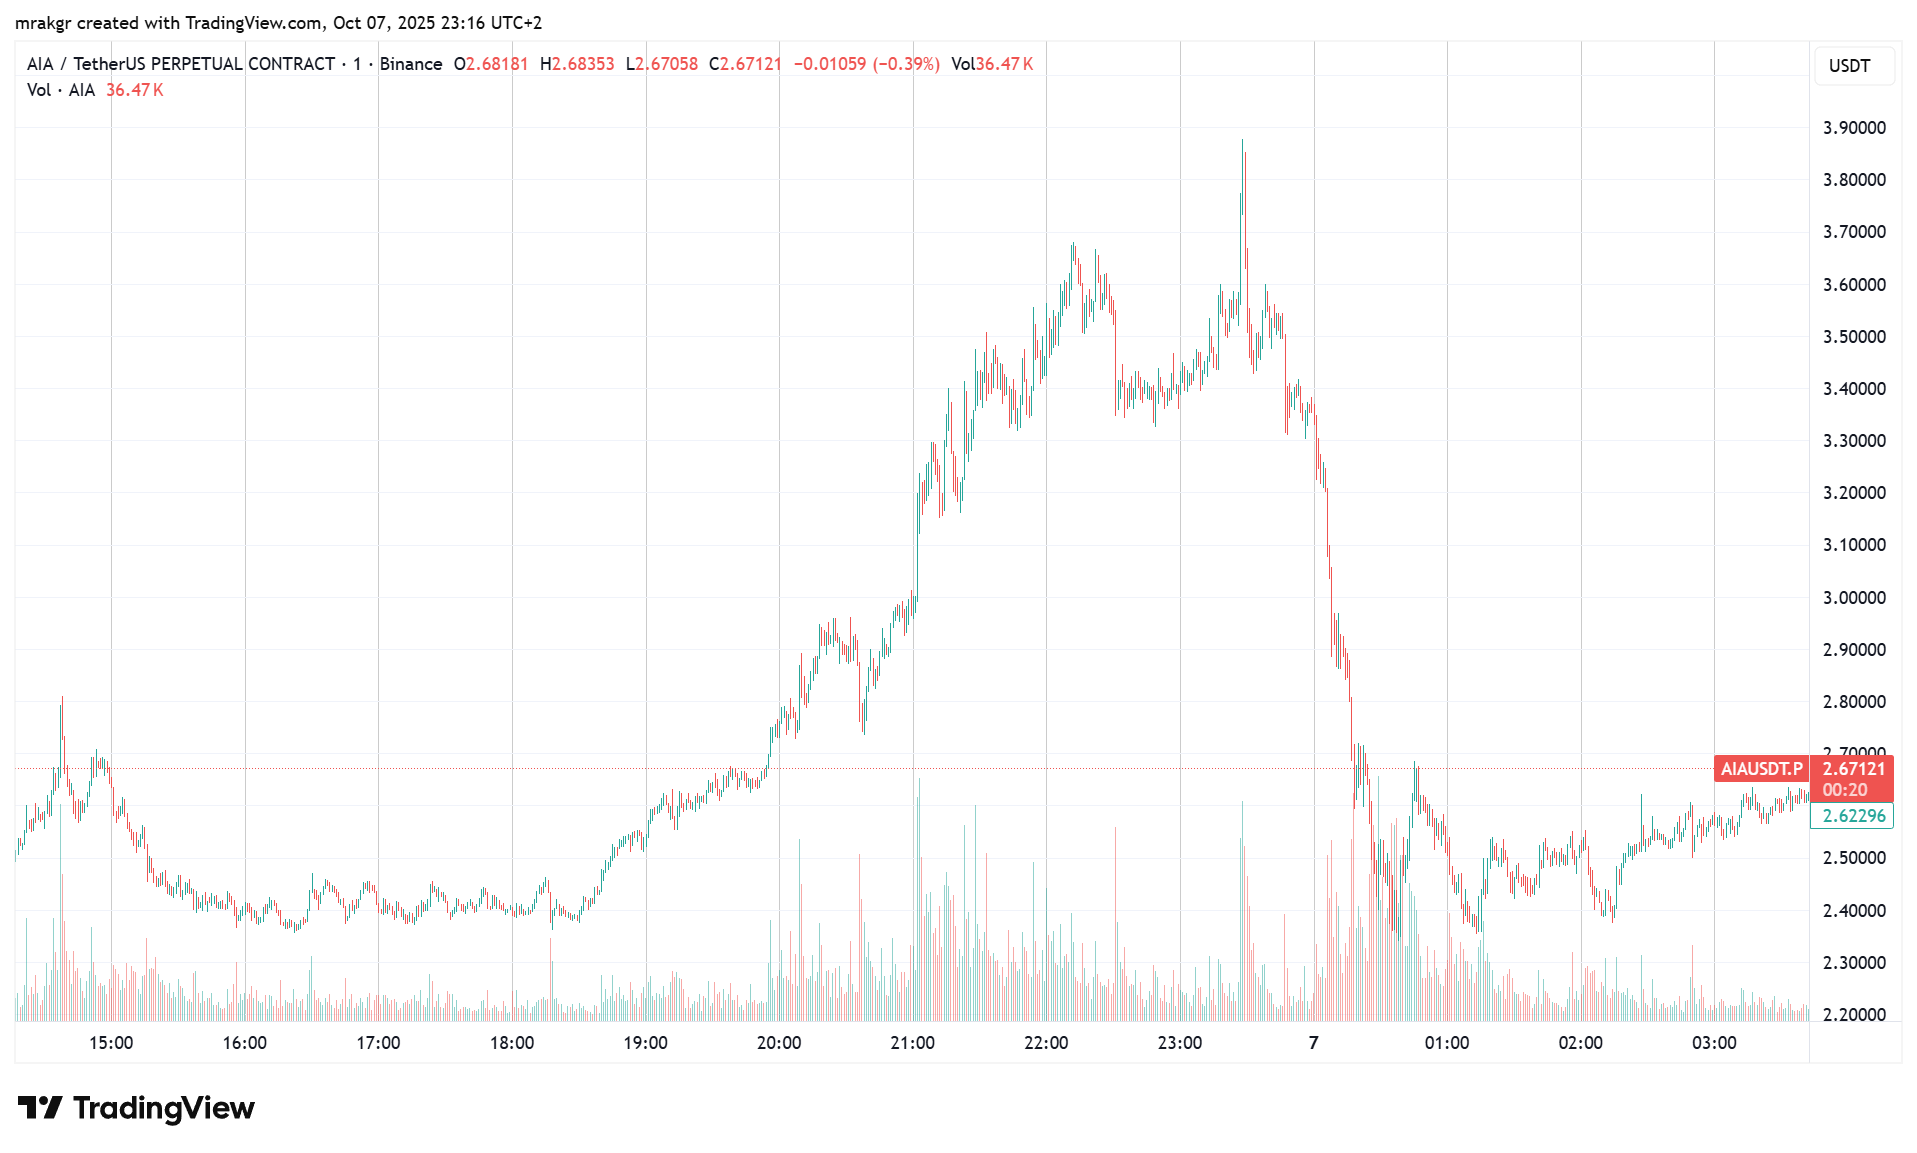 mrakgr created with TradingView.com, Oct 07, 2025 23:16 UTC+2
AIA / TetherUS PERPETUAL CONTRACT · 1 · Binance O2.68181 H2.68353 L2.67058 C2.67121 −0.01059 (−0.39%) Vol36.47 K
Vol · AIA 36.47 K
USDT
3.90000
3.80000
3.70000
3.60000
3.50000
3.40000
3.30000
3.20000
3.10000
3.00000
2.90000
2.80000
2.70000
AIAUSDT.P 2.67121
00:20
2.62296
2.50000
2.40000
2.30000
2.20000
15:00 16:00 17:00 18:00 19:00 20:00 21:00 22:00 23:00 7 01:00 02:00 03:00
TradingView